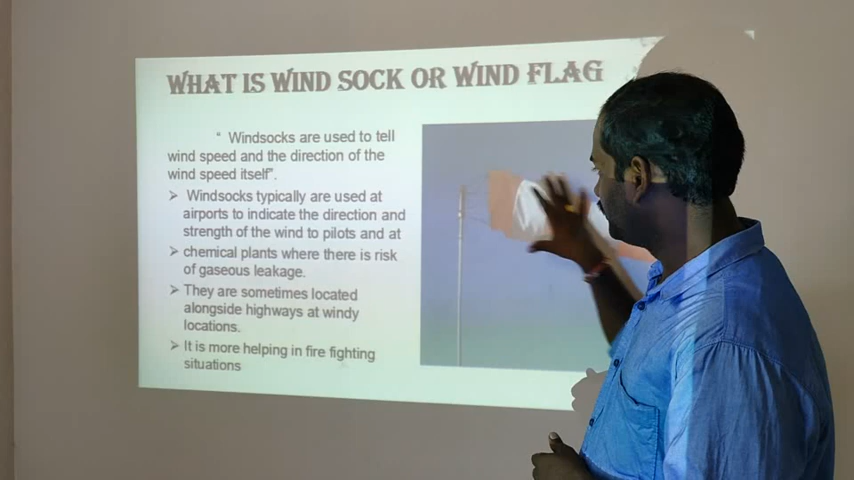 WHAT IS WIND SOCK OR WIND FLAG
“ Windsocks are used to tell
wind speed and the direction of the
wind speed itself”.
➤ Windsocks typically are used at
airports to indicate the direction and
strength of the wind to pilots and at
➤ chemical plants where there is risk
of gaseous leakage.
➤ They are sometimes located
alongside highways at windy
locations.
➤ It is more helping in fire fighting
situations